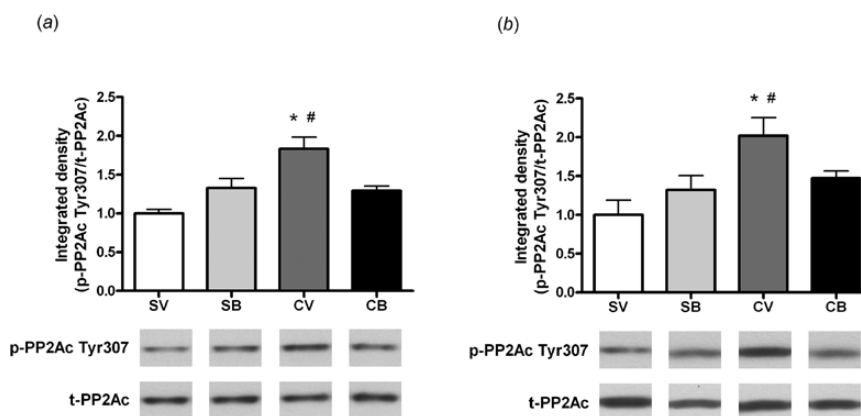 (a)
Integrated density
(p-PP2Ac Tyr307/t-PP2Ac)
2.5
2.0
1.5
1.0
0.5
0.0
* #
SV SB CV CB
p-PP2Ac Tyr307
t-PP2Ac
(b)
Integrated density
(p-PP2Ac Tyr307/t-PP2Ac)
2.5
2.0
1.5
1.0
0.5
0.0
* #
SV SB CV CB
p-PP2Ac Tyr307
t-PP2Ac